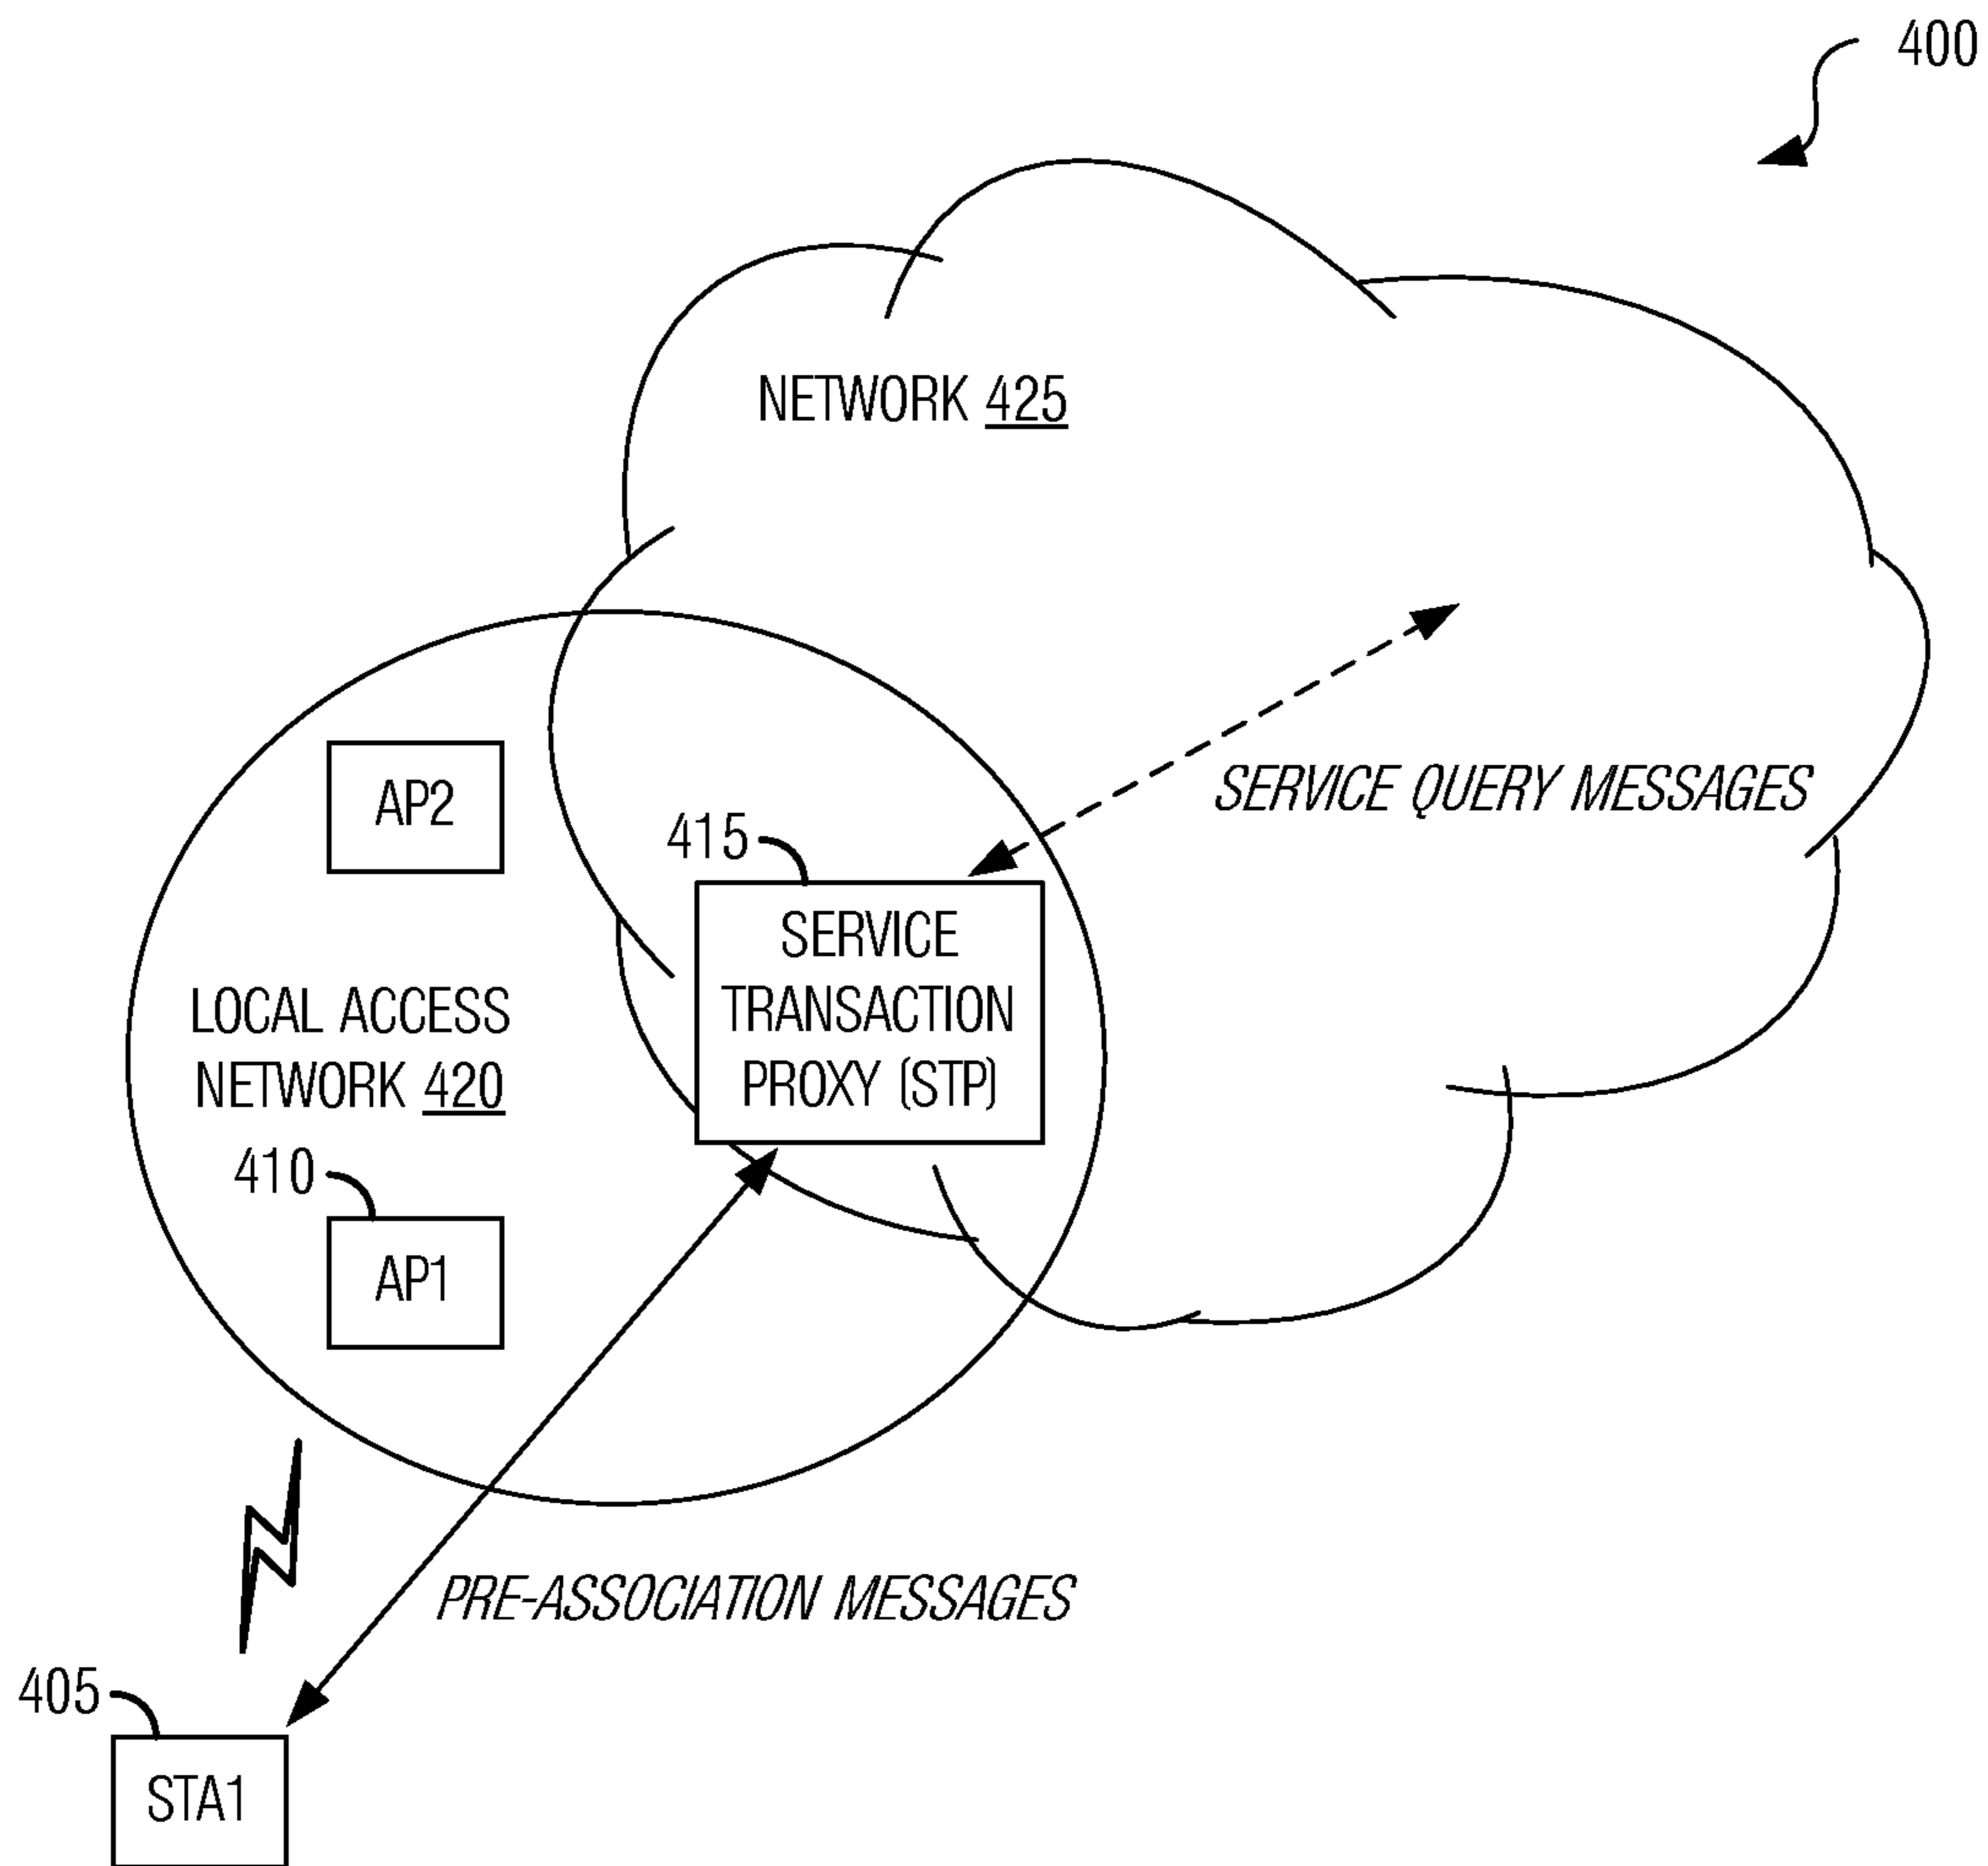 400
NETWORK 425
AP2
SERVICE QUERY MESSAGES
415
SERVICE
TRANSACTION
PROXY (STP)
LOCAL ACCESS
NETWORK 420
410
AP1
PRE-ASSOCIATION MESSAGES
405
STA1